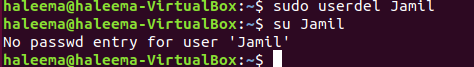 haleema@haleema-VirtualBox:~$ sudo userdel Jamil
haleema@haleema-VirtualBox:~$ su Jamil
No passwd entry for user 'Jamil'
haleema@haleema-VirtualBox:~$